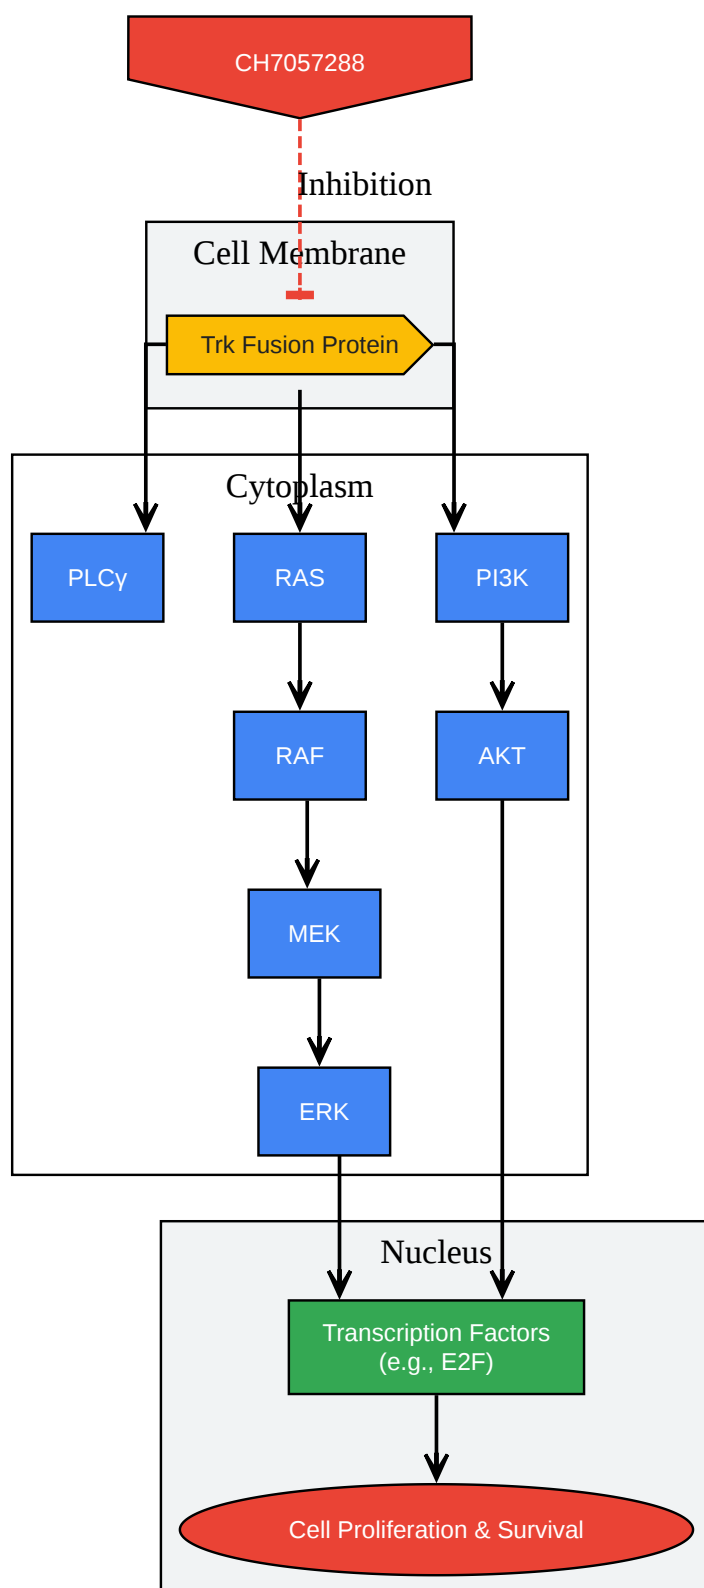 CH7057288
Inhibition
Cell Membrane
Trk Fusion Protein
Cytoplasm
PLCγ
RAS
PI3K
RAF
AKT
MEK
ERK
Nucleus
Transcription Factors
(e.g., E2F)
Cell Proliferation & Survival